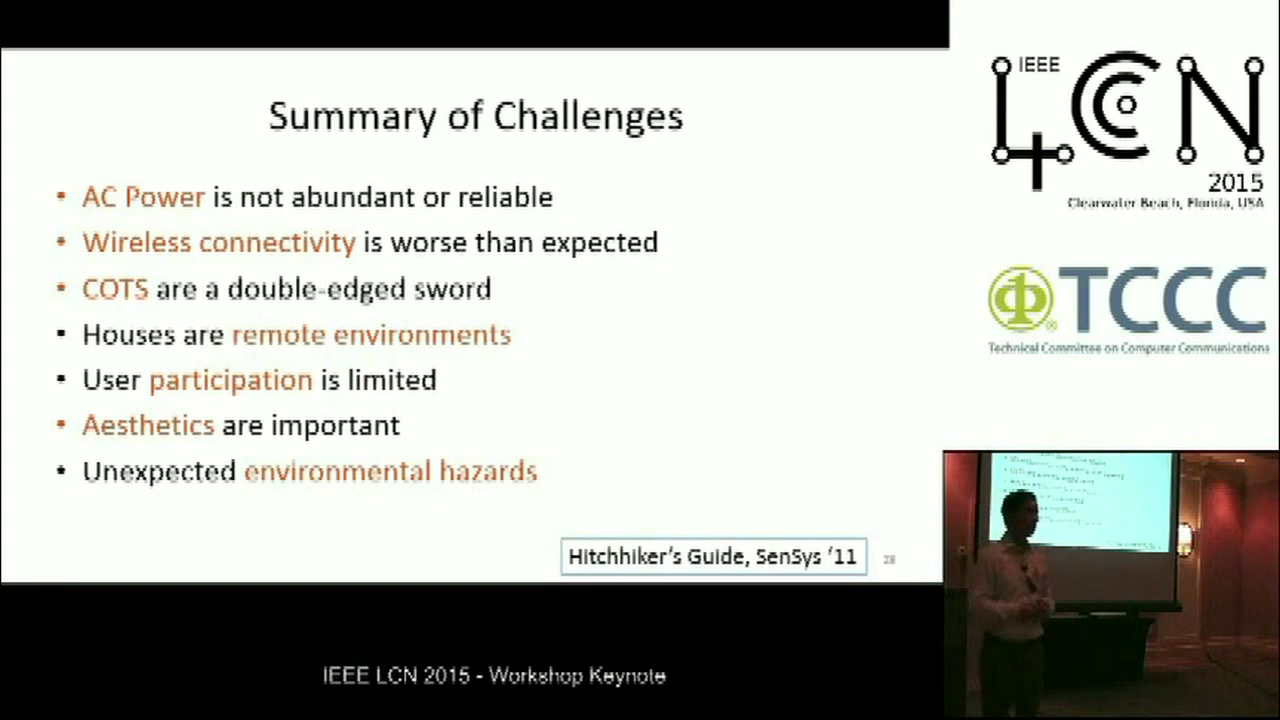 Summary of Challenges
• AC Power is not abundant or reliable
• Wireless connectivity is worse than expected
• COTS are a double-edged sword
• Houses are remote environments
• User participation is limited
• Aesthetics are important
• Unexpected environmental hazards
Hitchhiker's Guide, SenSys '11
IEEE
LCN
2015
Clearwater Beach, Florida, USA
TCCC
Technical Committee on Computer Communications
IEEE LCN 2015 - Workshop Keynote